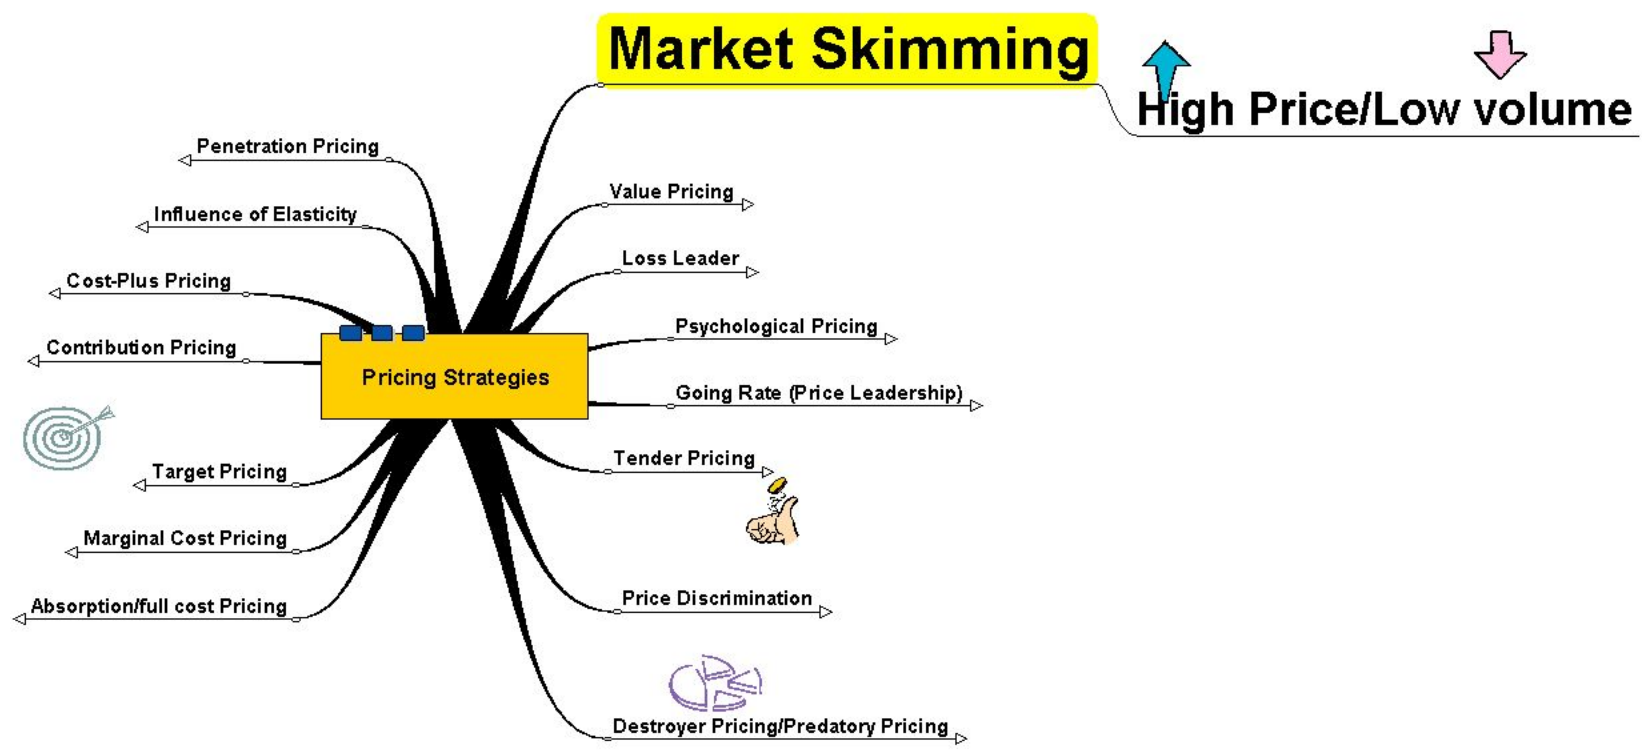 Market Skimming
High Price/Low volume
Penetration Pricing
Value Pricing
Influence of Elasticity
Loss Leader
Cost-Plus Pricing
Psychological Pricing
Contribution Pricing
Pricing Strategies
Going Rate (Price Leadership)
Target Pricing
Tender Pricing
Marginal Cost Pricing
Absorption/full cost Pricing
Price Discrimination
Destroyer Pricing/Predatory Pricing